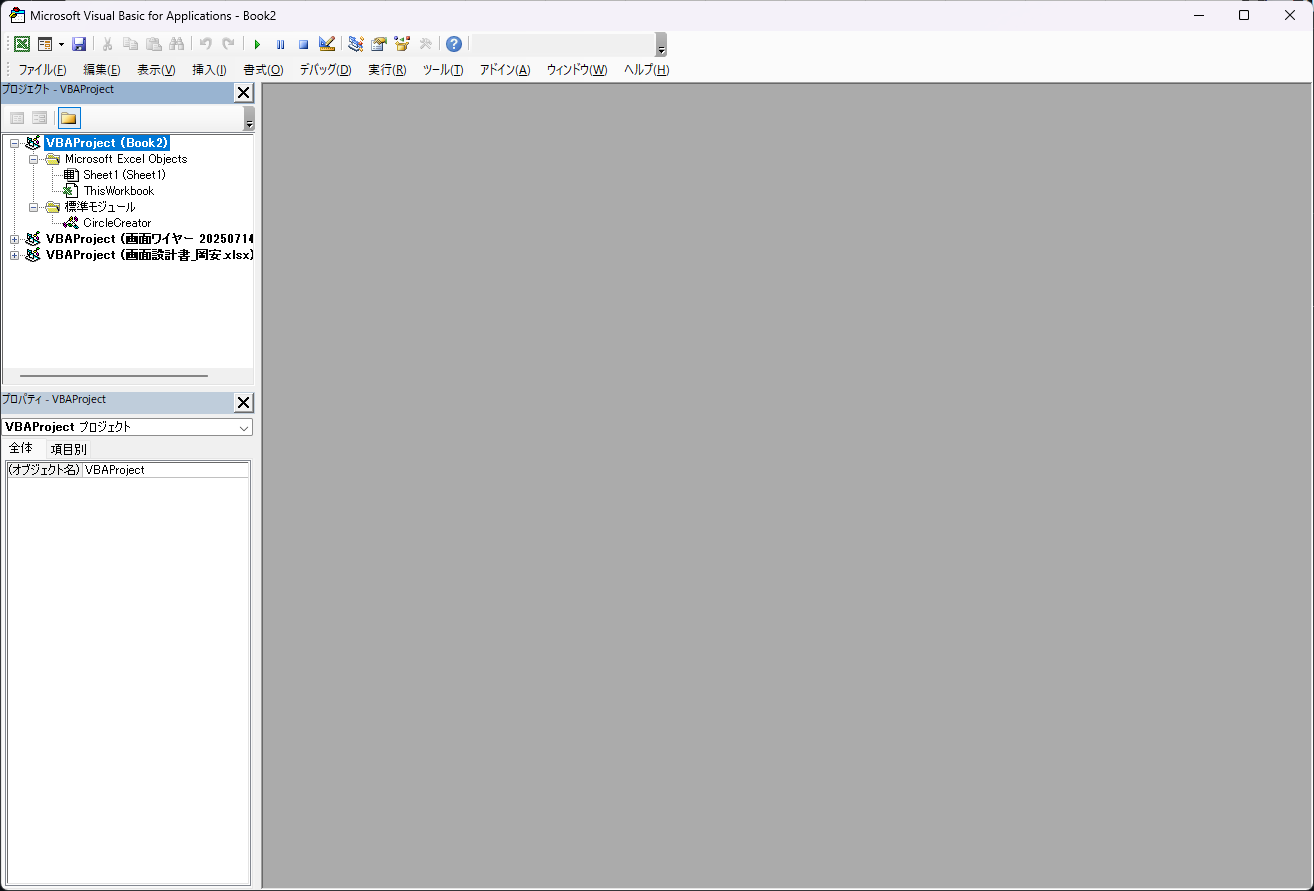 Microsoft Visual Basic for Applications - Book2
ファイル(F) 編集(E) 表示(V) 挿入(I) 書式(O) デバッグ(D) 実行(R) ツール(T) アドイン(A) ウィンドウ(W) ヘルプ(H)
プロジェクト - VBAProject
VBAProject (Book2)
Microsoft Excel Objects
Sheet1 (Sheet1)
ThisWorkbook
標準モジュール
CircleCreator
VBAProject (画面ワイヤー 20250714
VBAProject (画面設計書_岡安.xlsx)
プロパティ - VBAProject
VBAProject プロジェクト
全体 項目別
(オブジェクト名) VBAProject